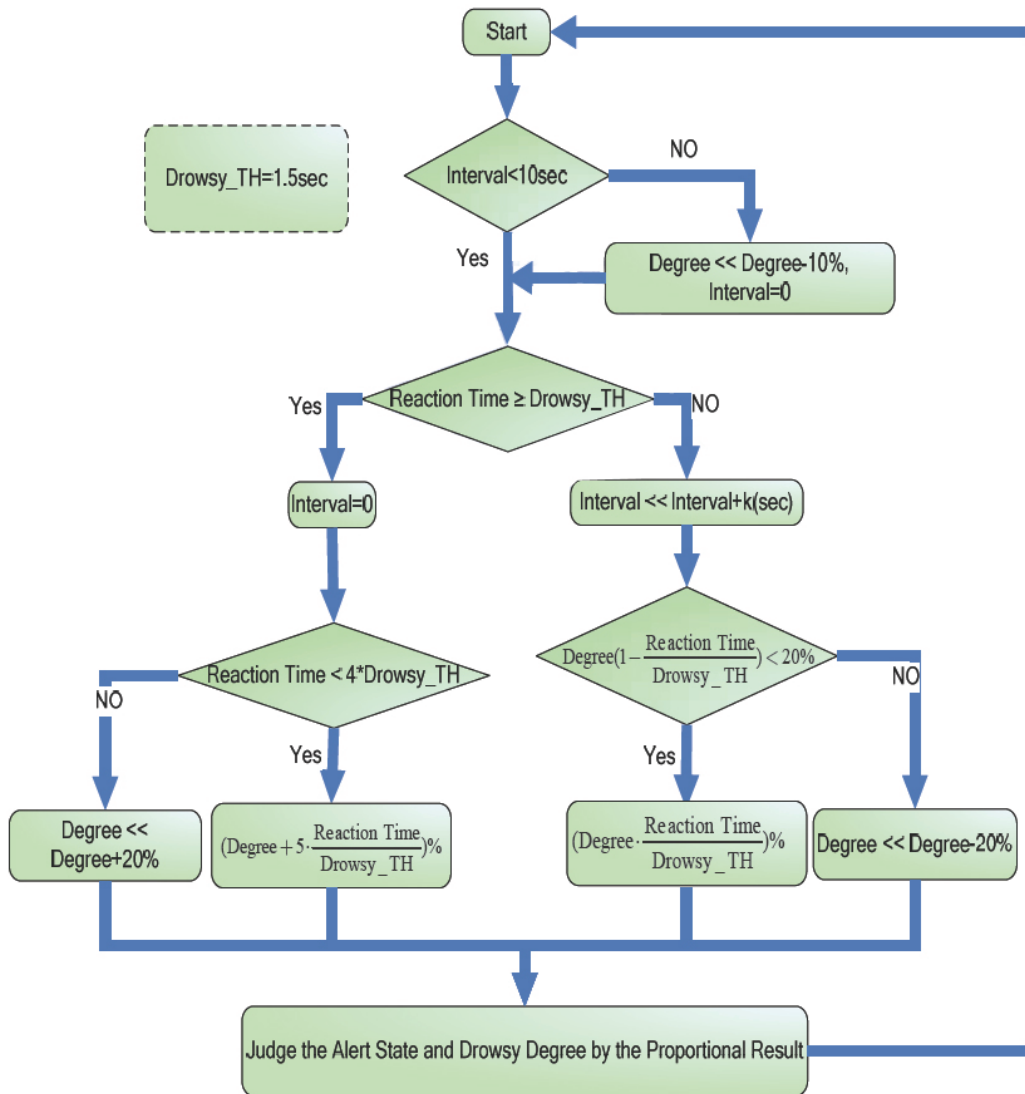 Start
Drowsy_TH=1.5sec
Interval<10sec
NO
Yes
Degree << Degree-10%,
Interval=0
Reaction Time ≥ Drowsy_TH
Yes
NO
Interval=0
Interval << Interval+k(sec)
Reaction Time < 4*Drowsy_TH
Degree(1−Reaction Time/Drowsy_TH) < 20%
NO
Yes
Yes
NO
Degree <<
Degree+20%
(Degree + 5·Reaction Time/Drowsy_TH)%
(Degree·Reaction Time/Drowsy_TH)%
Degree << Degree-20%
Judge the Alert State and Drowsy Degree by the Proportional Result